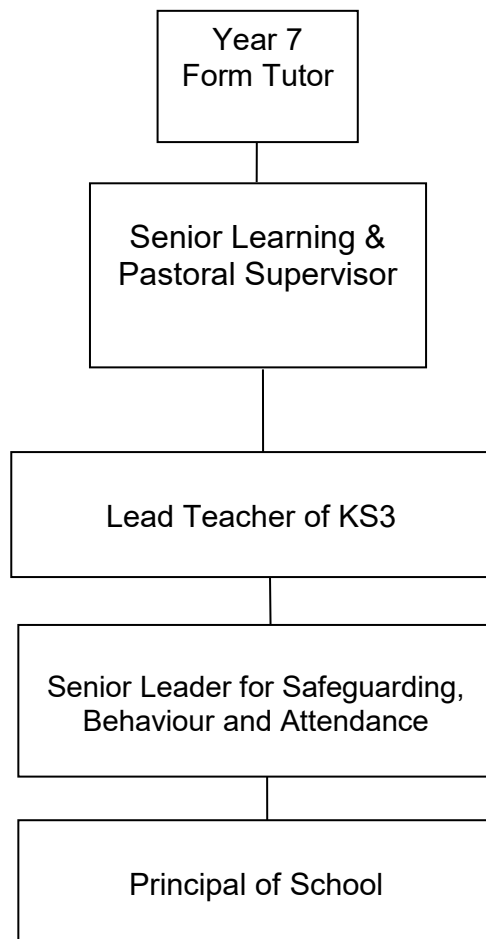 Year 7
Form Tutor
Senior Learning &
Pastoral Supervisor
Lead Teacher of KS3
Senior Leader for Safeguarding,
Behaviour and Attendance
Principal of School